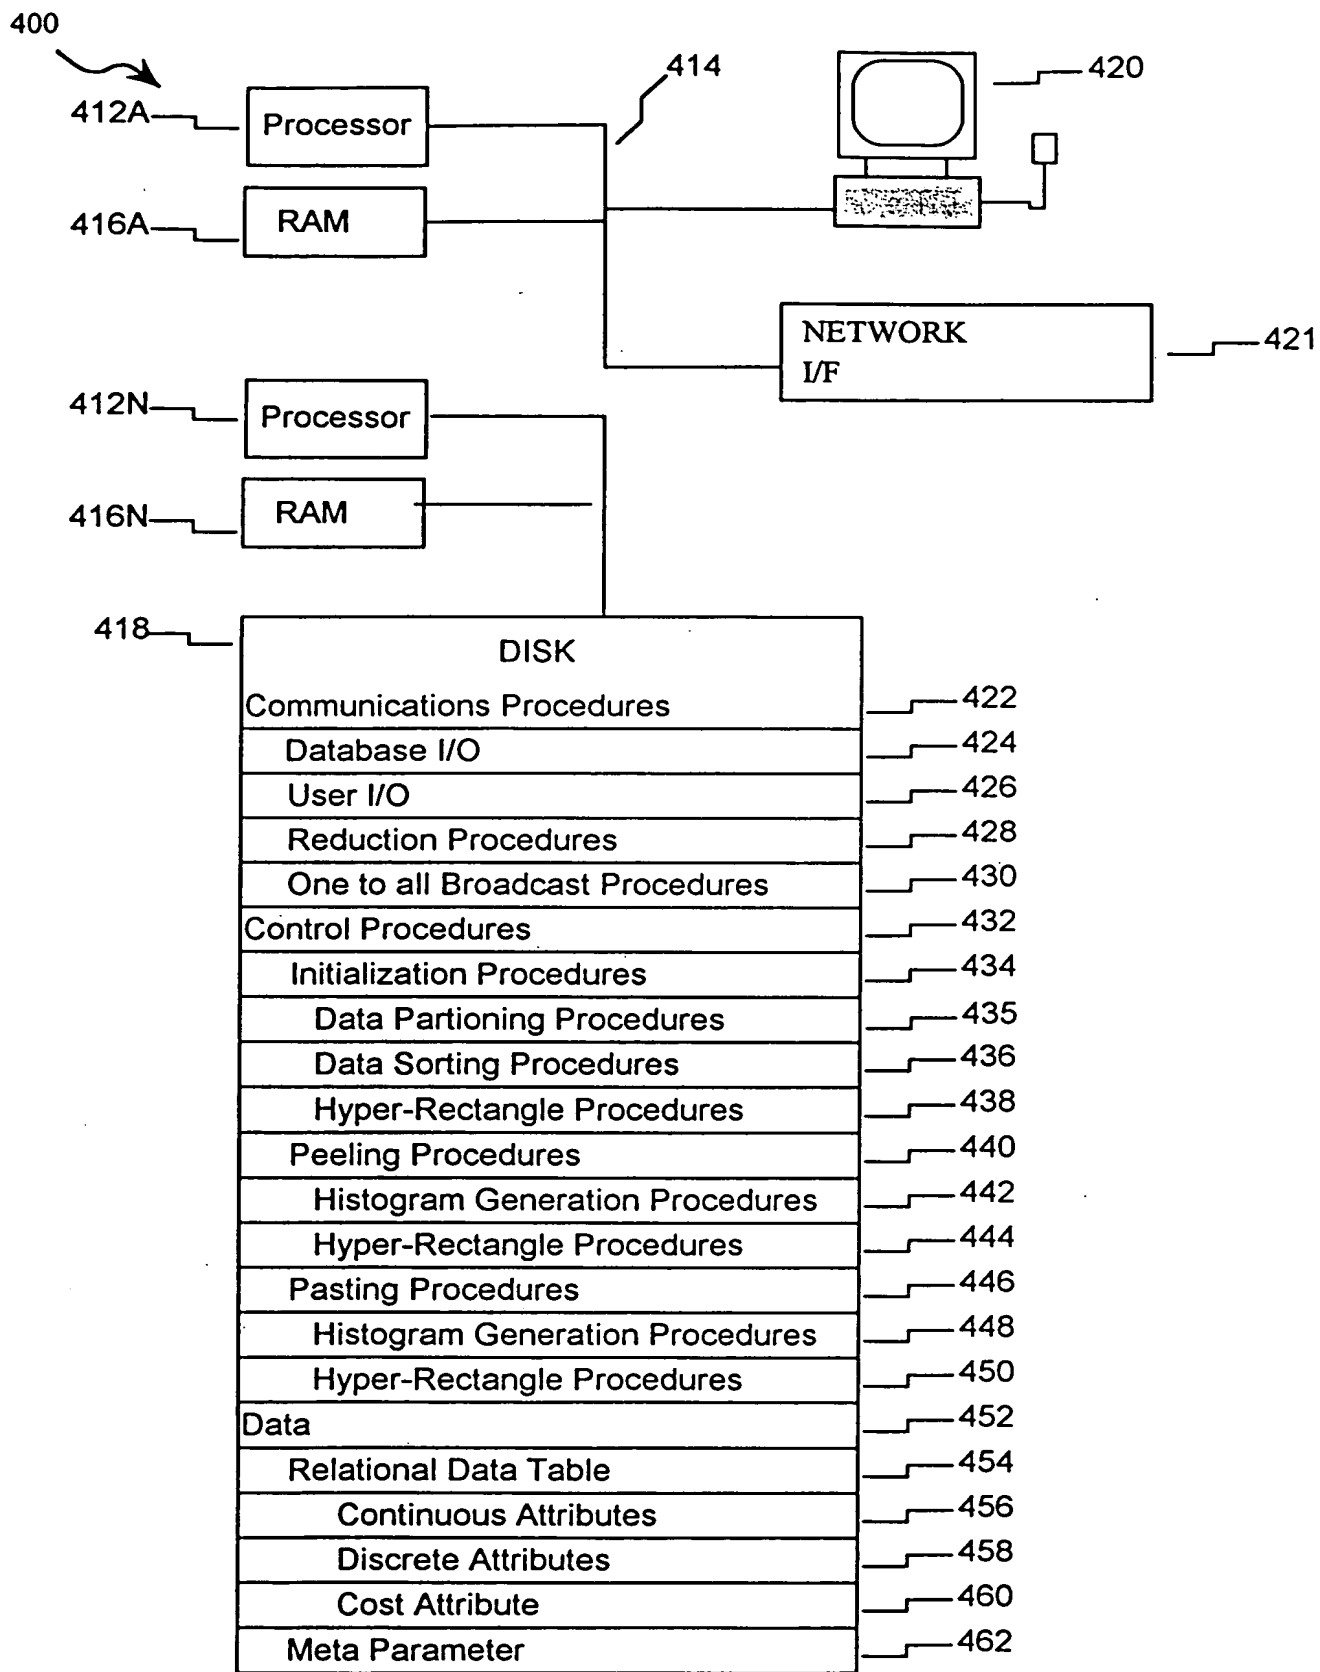 400
414
420
412A
Processor
416A
RAM
NETWORK
I/F
421
412N
Processor
416N
RAM
418
DISK
Communications Procedures 422
Database I/O 424
User I/O 426
Reduction Procedures 428
One to all Broadcast Procedures 430
Control Procedures 432
Initialization Procedures 434
Data Partioning Procedures 435
Data Sorting Procedures 436
Hyper-Rectangle Procedures 438
Peeling Procedures 440
Histogram Generation Procedures 442
Hyper-Rectangle Procedures 444
Pasting Procedures 446
Histogram Generation Procedures 448
Hyper-Rectangle Procedures 450
Data 452
Relational Data Table 454
Continuous Attributes 456
Discrete Attributes 458
Cost Attribute 460
Meta Parameter 462